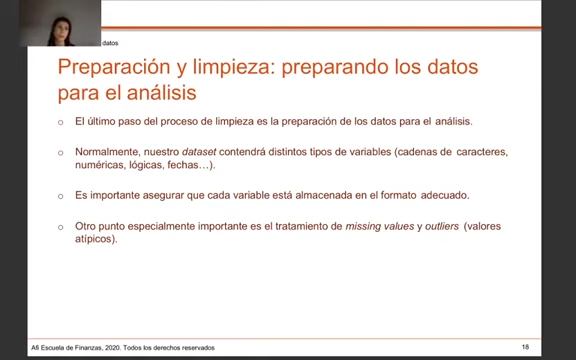 datos
Preparación y limpieza: preparando los datos
para el análisis
o El último paso del proceso de limpieza es la preparación de los datos para el análisis.
o Normalmente, nuestro dataset contendrá distintos tipos de variables (cadenas de caracteres,
numéricas, lógicas, fechas…).
o Es importante asegurar que cada variable está almacenada en el formato adecuado.
o Otro punto especialmente importante es el tratamiento de missing values y outliers (valores
atípicos).
Afi Escuela de Finanzas, 2020. Todos los derechos reservados
18